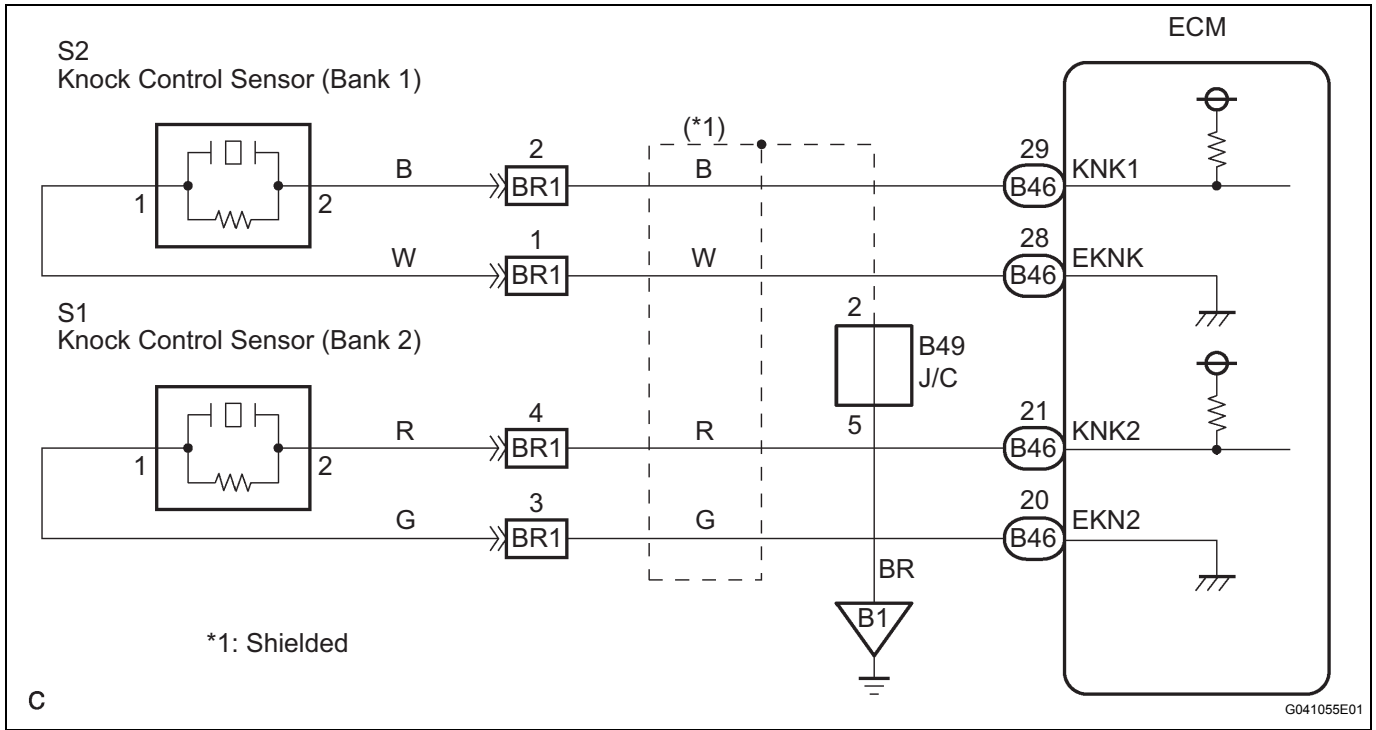 ECM
S2
Knock Control Sensor (Bank 1)
(*1)
1
2
B
2
BR1
B
29
B46
KNK1
W
1
BR1
W
28
B46
EKNK
S1
Knock Control Sensor (Bank 2)
2
B49
J/C
5
1
2
R
4
BR1
R
21
B46
KNK2
G
3
BR1
G
20
B46
EKN2
BR
B1
*1: Shielded
C
G041055E01